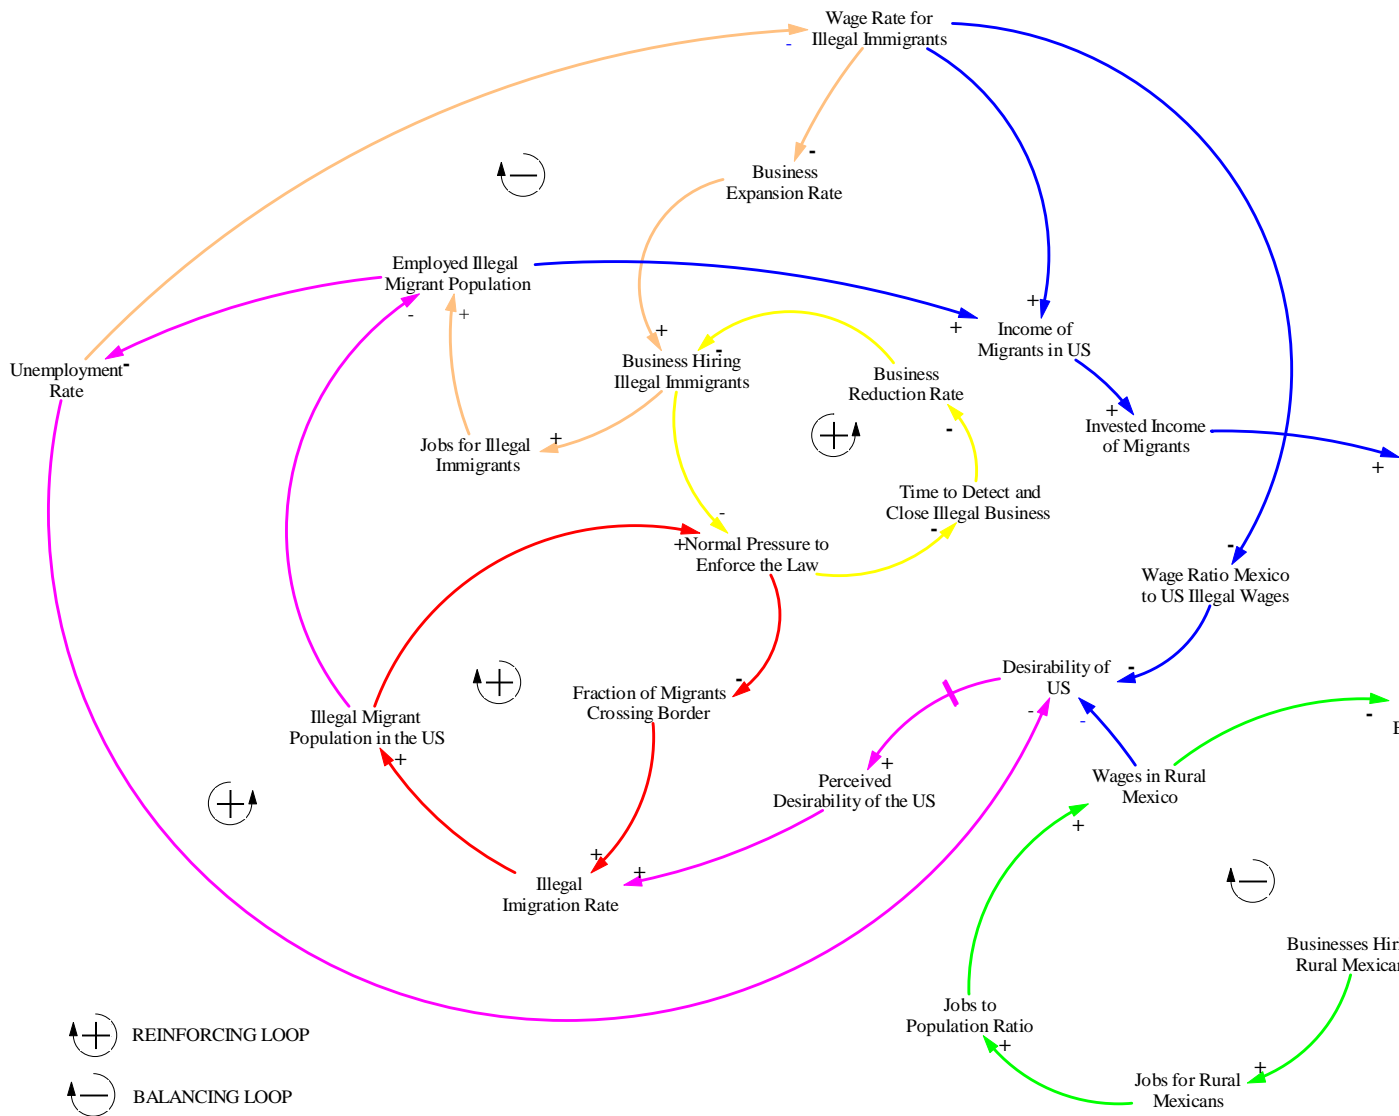 Wage Rate for
Illegal Immigrants
-
-
Business
Expansion Rate
Employed Illegal
Migrant Population
-
+
+
+
+
Income of
Migrants in US
Unemployment
Rate
-
Business Hiring
Illegal Immigrants
-
Business
Reduction Rate
-
+
Invested Income
of Migrants
+
Jobs for Illegal
Immigrants
+
Time to Detect and
Close Illegal Business
-
-
+
Normal Pressure to
Enforce the Law
-
Wage Ratio Mexico
to US Illegal Wages
-
Desirability of
US
-
-
-
Fraction of Migrants
Crossing Border
-
Illegal Migrant
Population in the US
+
Perceived
Desirability of the US
+
Wages in Rural
Mexico
+
-
Illegal
Imigration Rate
+
+
Rural
Jobs to
Population Ratio
+
Jobs for Rural
Mexicans
+
REINFORCING LOOP
BALANCING LOOP